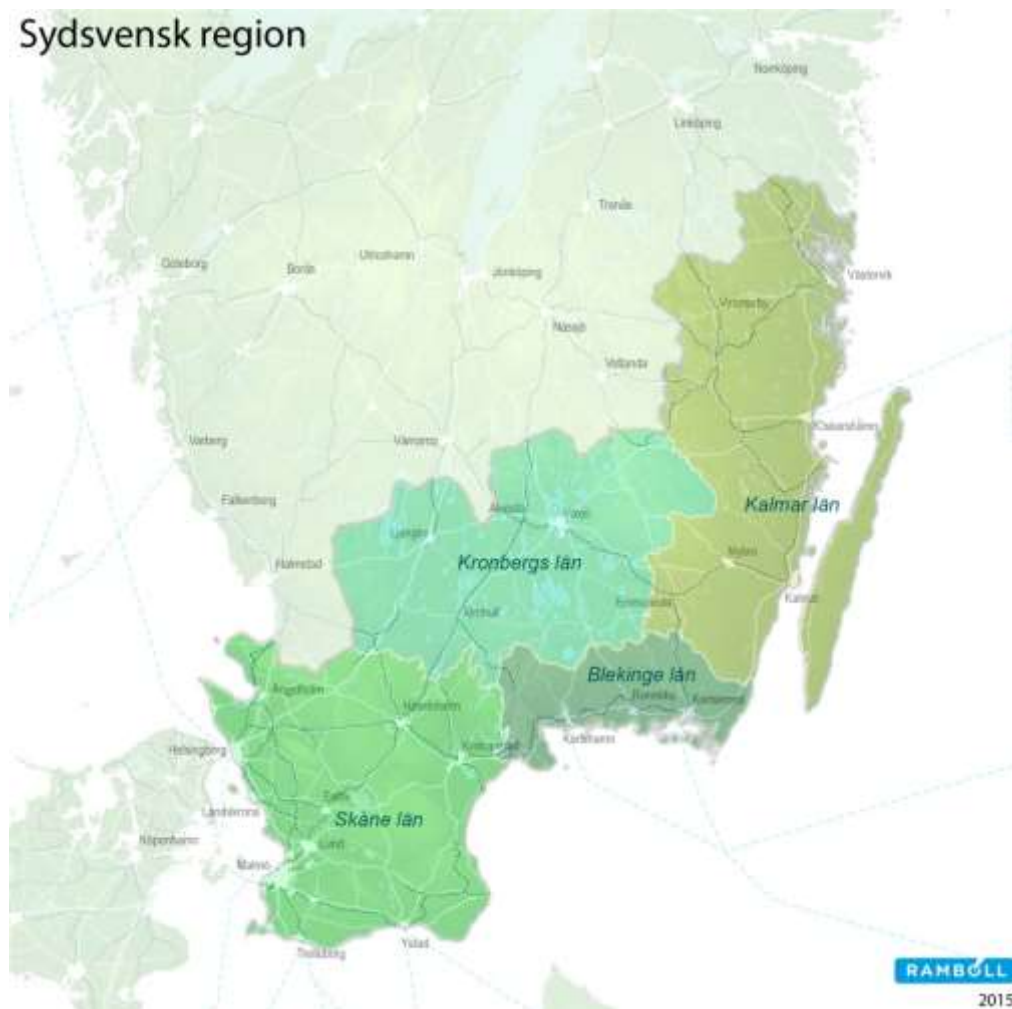 Sydsvensk region
Norrköping
Linköping
Tranås
Göteborg
Borås
Ulricehamn
Jönköping
Västervik
Vimmerby
Nässjö
Vetlanda
Varberg
Värnamo
Falkenberg
Kalmar län
Ljungby
Alvesta
Växjö
Halmstad
Kronbergs län
Nybro
Emmaboda
Kalmar
Älmhult
Blekinge län
Ängelholm
Hässleholm
Ronneby
Karlskrona
Helsingborg
Kristianstad
Karlshamn
Landskrona
Eslöv
Skåne län
Köpenhamn
Lund
Malmö
Trelleborg
Ystad
RAMBOLL
2015